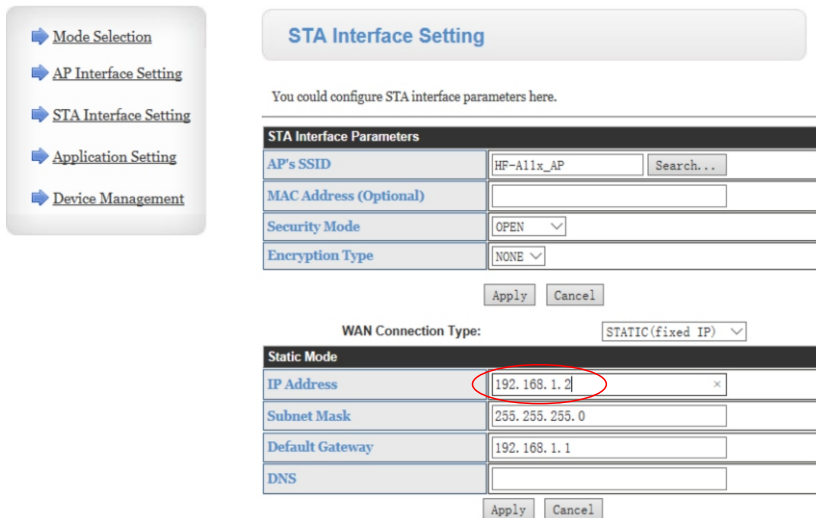 Mode Selection
AP Interface Setting
STA Interface Setting
Application Setting
Device Management
STA Interface Setting
You could configure STA interface parameters here.
STA Interface Parameters
AP's SSID HF-A11x_AP Search...
MAC Address (Optional)
Security Mode OPEN
Encryption Type NONE
Apply Cancel
WAN Connection Type: STATIC(fixed IP)
Static Mode
IP Address 192.168.1.2 ×
Subnet Mask 255.255.255.0
Default Gateway 192.168.1.1
DNS
Apply Cancel